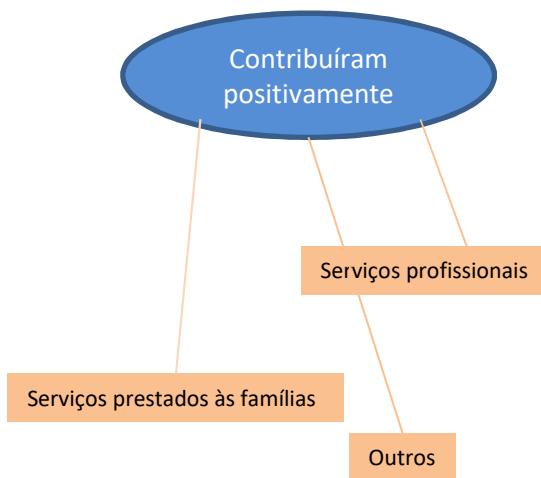 Contribuíram
positivamente
Serviços profissionais
Serviços prestados às famílias
Outros